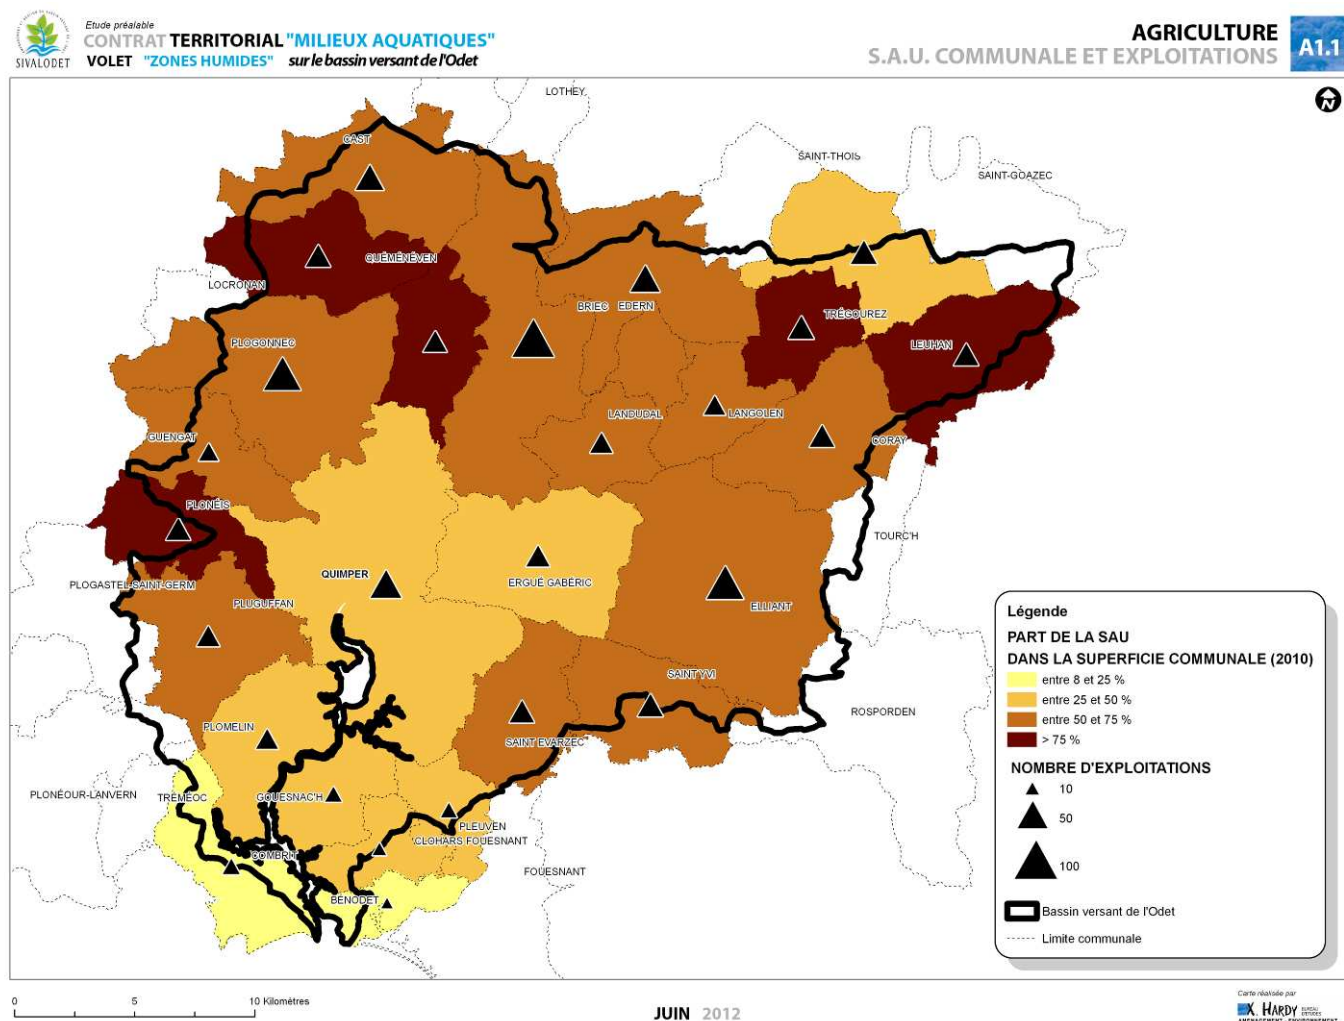 Etude préalable
CONTRAT TERRITORIAL "MILIEUX AQUATIQUES"
VOLET "ZONES HUMIDES" sur le bassin versant de l'Odet
SIVALODET
AGRICULTURE
S.A.U. COMMUNALE ET EXPLOITATIONS
A1.1
N
LOTHEY
CAST
SAINT-THOIS
SAINT-GOAZEC
QUÉMÉNÉVEN
LOCRONAN
BRIEC
EDERN
TRÉGOUREZ
PLOGONNEC
LEUHAN
LANDUDAL
LANGOLEN
GUENGAT
CORAY
PLONÉIS
TOURC'H
QUIMPER
ERGUÉ GABÉRIC
PLOGASTEL-SAINT-GERM
PLUGUFFAN
ELLIANT
SAINT YVI
ROSPORDEN
PLOMELIN
SAINT EVARZEC
PLONÉOUR-LANVERN
TRÉMÉOC
GOUESNAC'H
PLEUVEN
CLOHARS FOUESNANT
COMBRIT
FOUESNANT
BÉNODET
Légende
PART DE LA SAU
DANS LA SUPERFICIE COMMUNALE (2010)
entre 8 et 25 %
entre 25 et 50 %
entre 50 et 75 %
> 75 %
NOMBRE D'EXPLOITATIONS
10
50
100
Bassin versant de l'Odet
Limite communale
0 5 10 Kilomètres
JUIN 2012
Carte réalisée par
X. HARDY BUREAU D'ETUDES
AMÉNAGEMENT - ENVIRONNEMENT